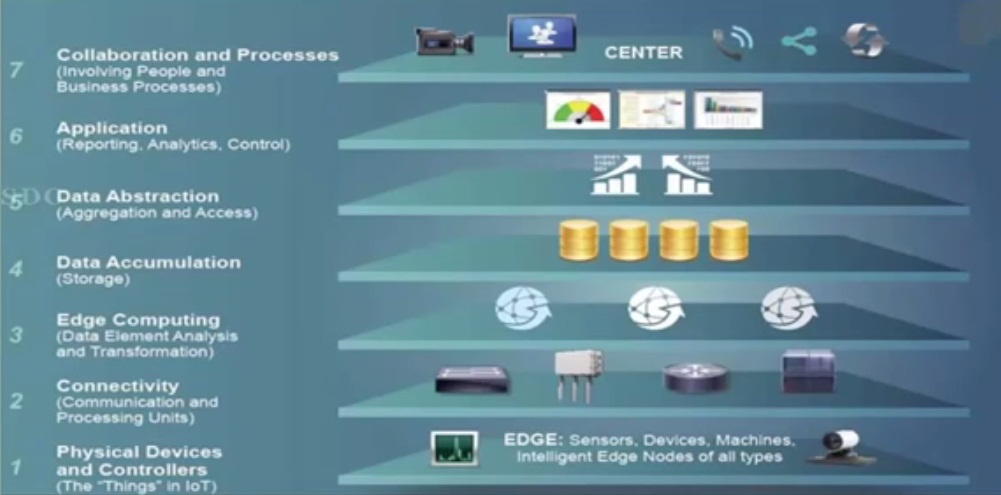 CENTER
7
Collaboration and Processes
(Involving People and
Business Processes)
6
Application
(Reporting, Analytics, Control)
5
Data Abstraction
(Aggregation and Access)
4
Data Accumulation
(Storage)
3
Edge Computing
(Data Element Analysis
and Transformation)
2
Connectivity
(Communication and
Processing Units)
1
Physical Devices
and Controllers
(The "Things" in IoT)
EDGE: Sensors, Devices, Machines,
Intelligent Edge Nodes of all types